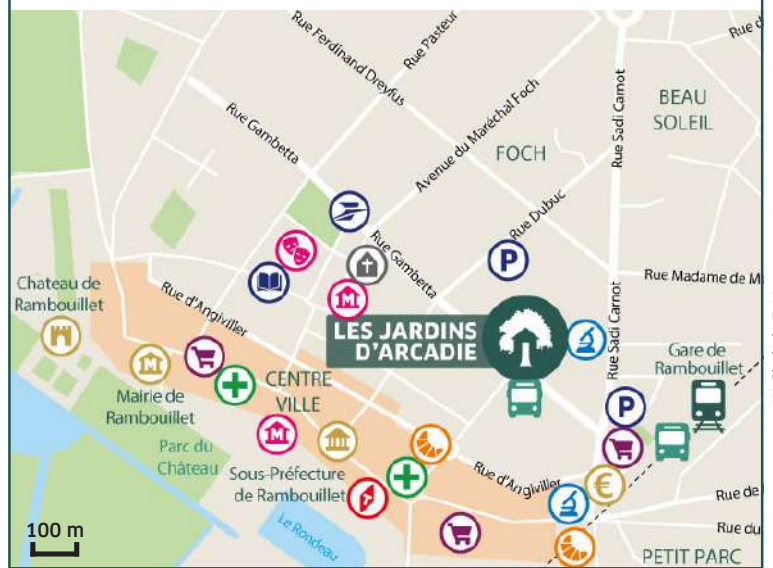 Rue Ferdinand Dreyfus
Rue Pasteur
Rue Gambetta
Avenue du Maréchal Foch
FOCH
Rue Sadi Carnot
BEAU
SOLEIL
Rue Dubuc
Rue Gambetta
P
Rue Madame de
Chateau de
Rambouillet
Rue d'Angiviller
M
LES JARDINS
D'ARCADIE
Rue Sadi Carnot
Gare de
Rambouillet
Mairie de
Rambouillet
CENTRE
VILLE
P
M
Parc du
Château
Sous-Préfecture
de Rambouillet
Rue d'Angiviller
€
Rue de
Le Rondeau
Rue du
100 m
PETIT PARC